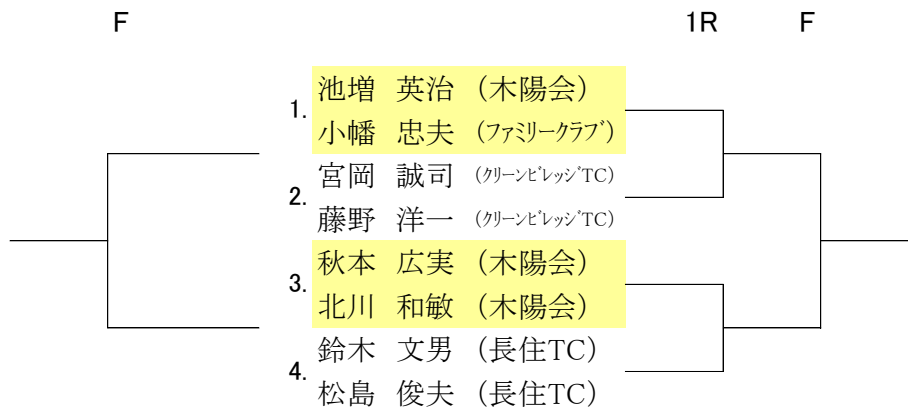 F 1R F
1. 池増 英治 (木陽会)
小幡 忠夫 (ﾌｧﾐﾘｰｸﾗﾌﾞ)
2. 宮岡 誠司 (ｸﾘｰﾝﾋﾞﾚｯｼﾞTC)
藤野 洋一 (ｸﾘｰﾝﾋﾞﾚｯｼﾞTC)
3. 秋本 広実 (木陽会)
北川 和敏 (木陽会)
4. 鈴木 文男 (長住TC)
松島 俊夫 (長住TC)